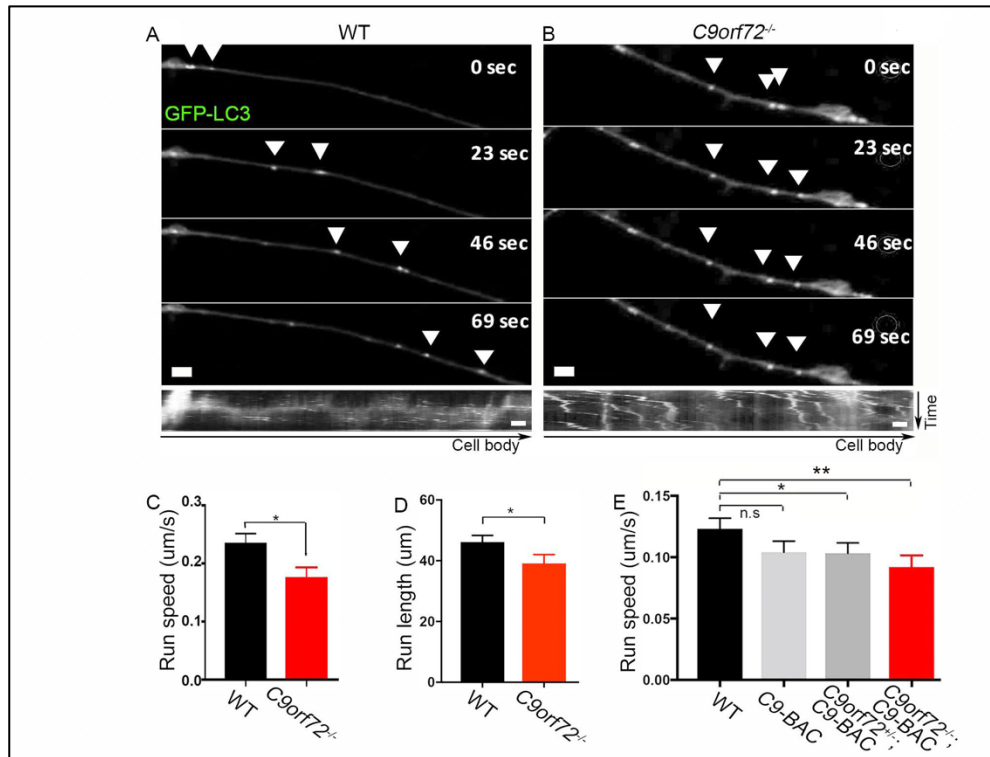 A WT
0 sec
GFP-LC3
23 sec
46 sec
69 sec
Cell body
B C9orf72-/-
0 sec
23 sec
46 sec
69 sec
Time
Cell body
C
Run speed (um/s)
0.3
0.2
0.1
0.0
*
WT
C9orf72-/-
D
Run length (um)
60
40
20
0
*
WT
C9orf72-/-
E
Run speed (um/s)
0.15
0.10
0.05
0.00
**
*
n.s
WT
C9-BAC
C9orf72+/-;
C9-BAC
C9orf72-/-;
C9-BAC